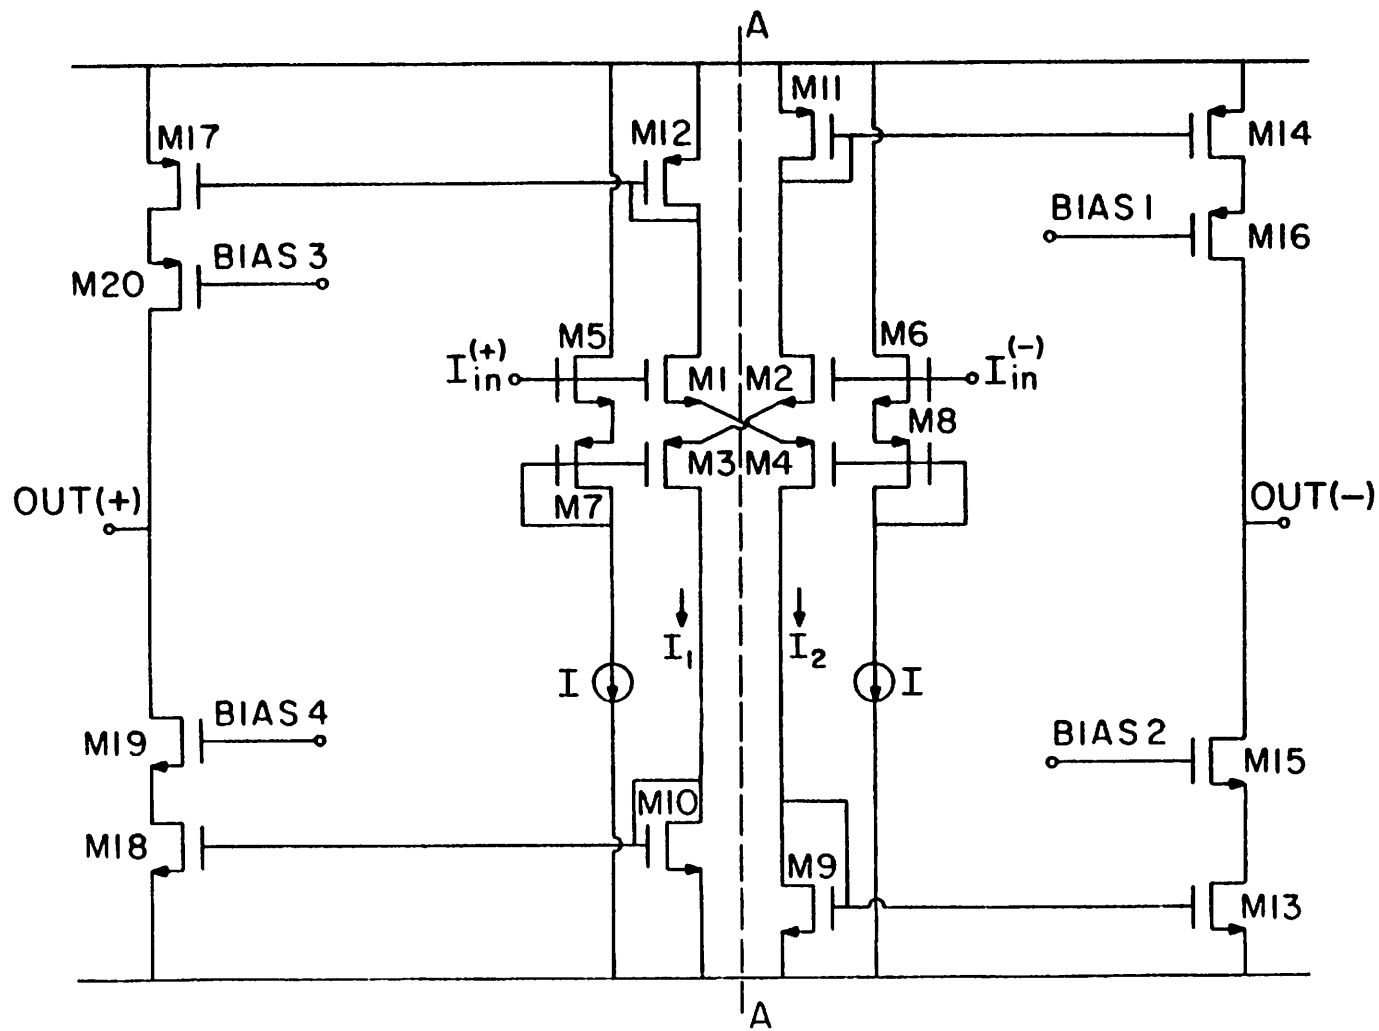 A
M11
M17
M12
M14
BIAS 1
M16
BIAS 3
M20
M5
M6
I in (+)
M1
M2
I in (-)
M8
M3
M4
M7
OUT(+)
OUT(-)
I1
I2
I
I
BIAS 4
M19
BIAS 2
M15
M10
M18
M9
M13
A